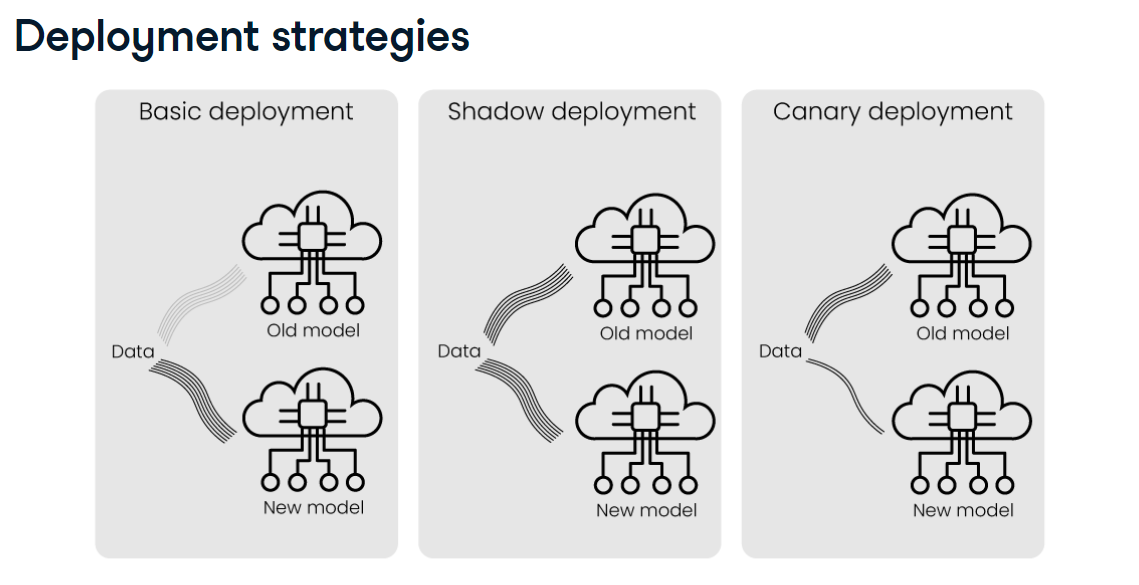 Deployment strategies
Basic deployment
Old model
Data
New model
Shadow deployment
Old model
Data
New model
Canary deployment
Old model
Data
New model